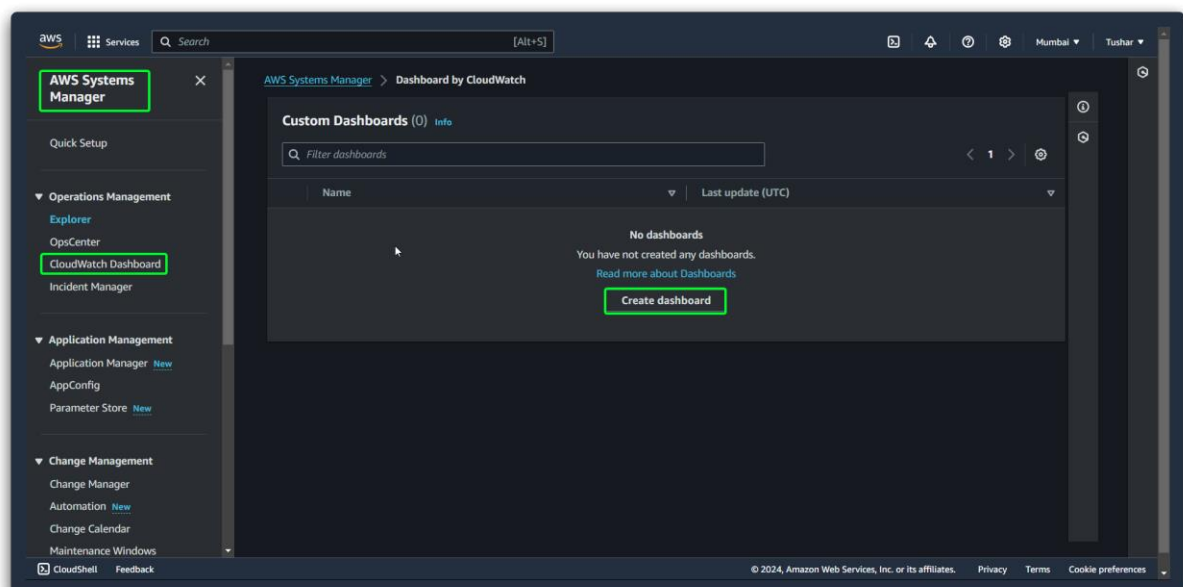 aws Services Search [Alt+S] Mumbai Tushar
AWS Systems
Manager
Quick Setup
Operations Management
Explorer
OpsCenter
CloudWatch Dashboard
Incident Manager
Application Management
Application Manager New
AppConfig
Parameter Store New
Change Management
Change Manager
Automation New
Change Calendar
Maintenance Windows
AWS Systems Manager > Dashboard by CloudWatch
Custom Dashboards (0) Info
Filter dashboards
< 1 >
Name Last update (UTC)
No dashboards
You have not created any dashboards.
Read more about Dashboards
Create dashboard
CloudShell Feedback © 2024, Amazon Web Services, Inc. or its affiliates. Privacy Terms Cookie preferences